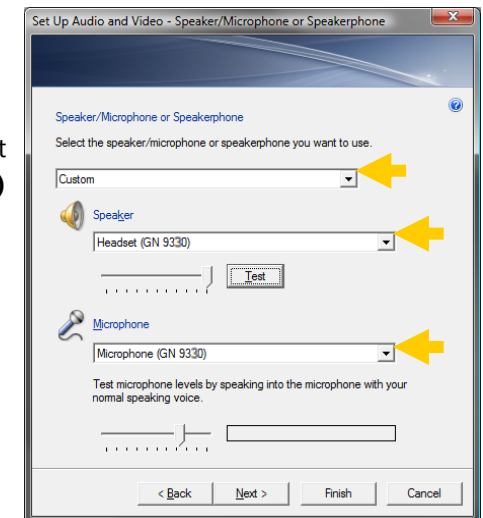 Set Up Audio and Video - Speaker/Microphone or Speakerphone
Speaker/Microphone or Speakerphone
Select the speaker/microphone or speakerphone you want to use.
t
)
Custom
Speaker
Headset (GN 9330)
Test
Microphone
Microphone (GN 9330)
Test microphone levels by speaking into the microphone with your
normal speaking voice.
< Back Next > Finish Cancel